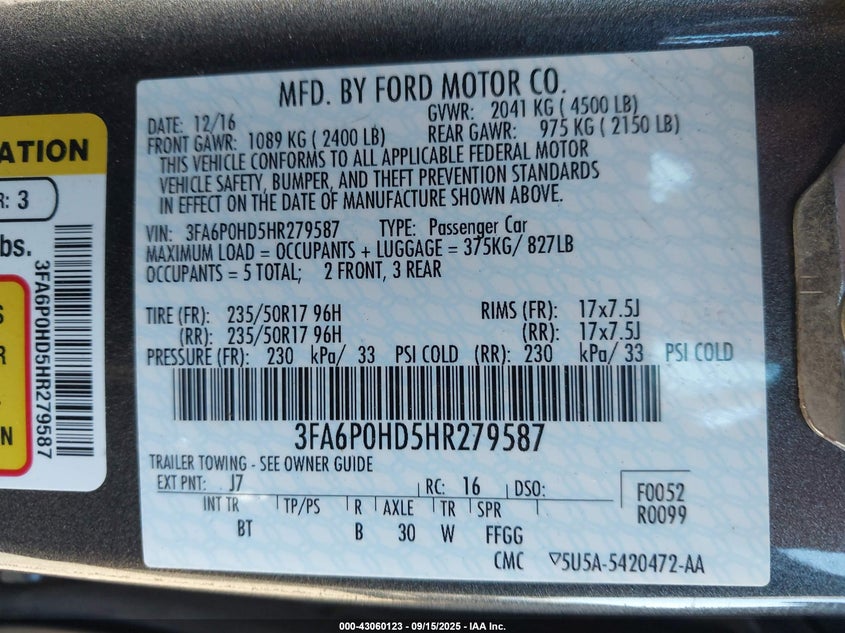 MFD. BY FORD MOTOR CO.
DATE: 12/16 GVWR: 2041 KG ( 4500 LB)
FRONT GAWR: 1089 KG ( 2400 LB) REAR GAWR: 975 KG ( 2150 LB)
THIS VEHICLE CONFORMS TO ALL APPLICABLE FEDERAL MOTOR
VEHICLE SAFETY, BUMPER, AND THEFT PREVENTION STANDARDS
IN EFFECT ON THE DATE OF MANUFACTURE SHOWN ABOVE.
VIN: 3FA6P0HD5HR279587 TYPE: Passenger Car
MAXIMUM LOAD = OCCUPANTS + LUGGAGE = 375KG/ 827LB
OCCUPANTS = 5 TOTAL; 2 FRONT, 3 REAR
TIRE (FR): 235/50R17 96H RIMS (FR): 17x7.5J
(RR): 235/50R17 96H (RR): 17x7.5J
PRESSURE (FR): 230 kPa/ 33 PSI COLD (RR): 230 kPa/ 33 PSI COLD
3FA6P0HD5HR279587
TRAILER TOWING - SEE OWNER GUIDE
EXT PNT: J7 RC: 16 DSO: F0052
R0099
INT TR TP/PS R AXLE TR SPR
BT B 30 W FFGG
CMC ▽5U5A-5420472-AA
ATION
R: 3
bs.
3FA6P0HD5HR279587
S
R
N
000-43060123 - 09/15/2025 - IAA Inc.